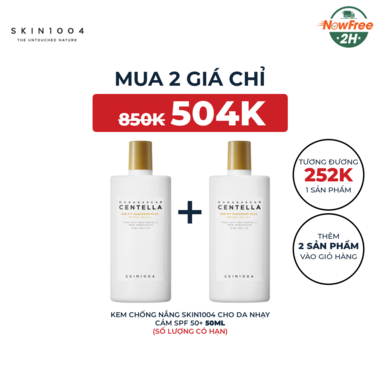 SKIN1004
THE UNTOUCHED NATURE
NowFree
2H
MUA 2 GIÁ CHỈ
850K 504K
MADAGASCAR
CENTELLA
SKIN1004
+
MADAGASCAR
CENTELLA
SKIN1004
TƯƠNG ĐƯƠNG
252K
1 SẢN PHẨM
THÊM
2 SẢN PHẨM
VÀO GIỎ HÀNG
KEM CHỐNG NẮNG SKIN1004 CHO DA NHẠY
CẢM SPF 50+ 50ML
(SỐ LƯỢNG CÓ HẠN)